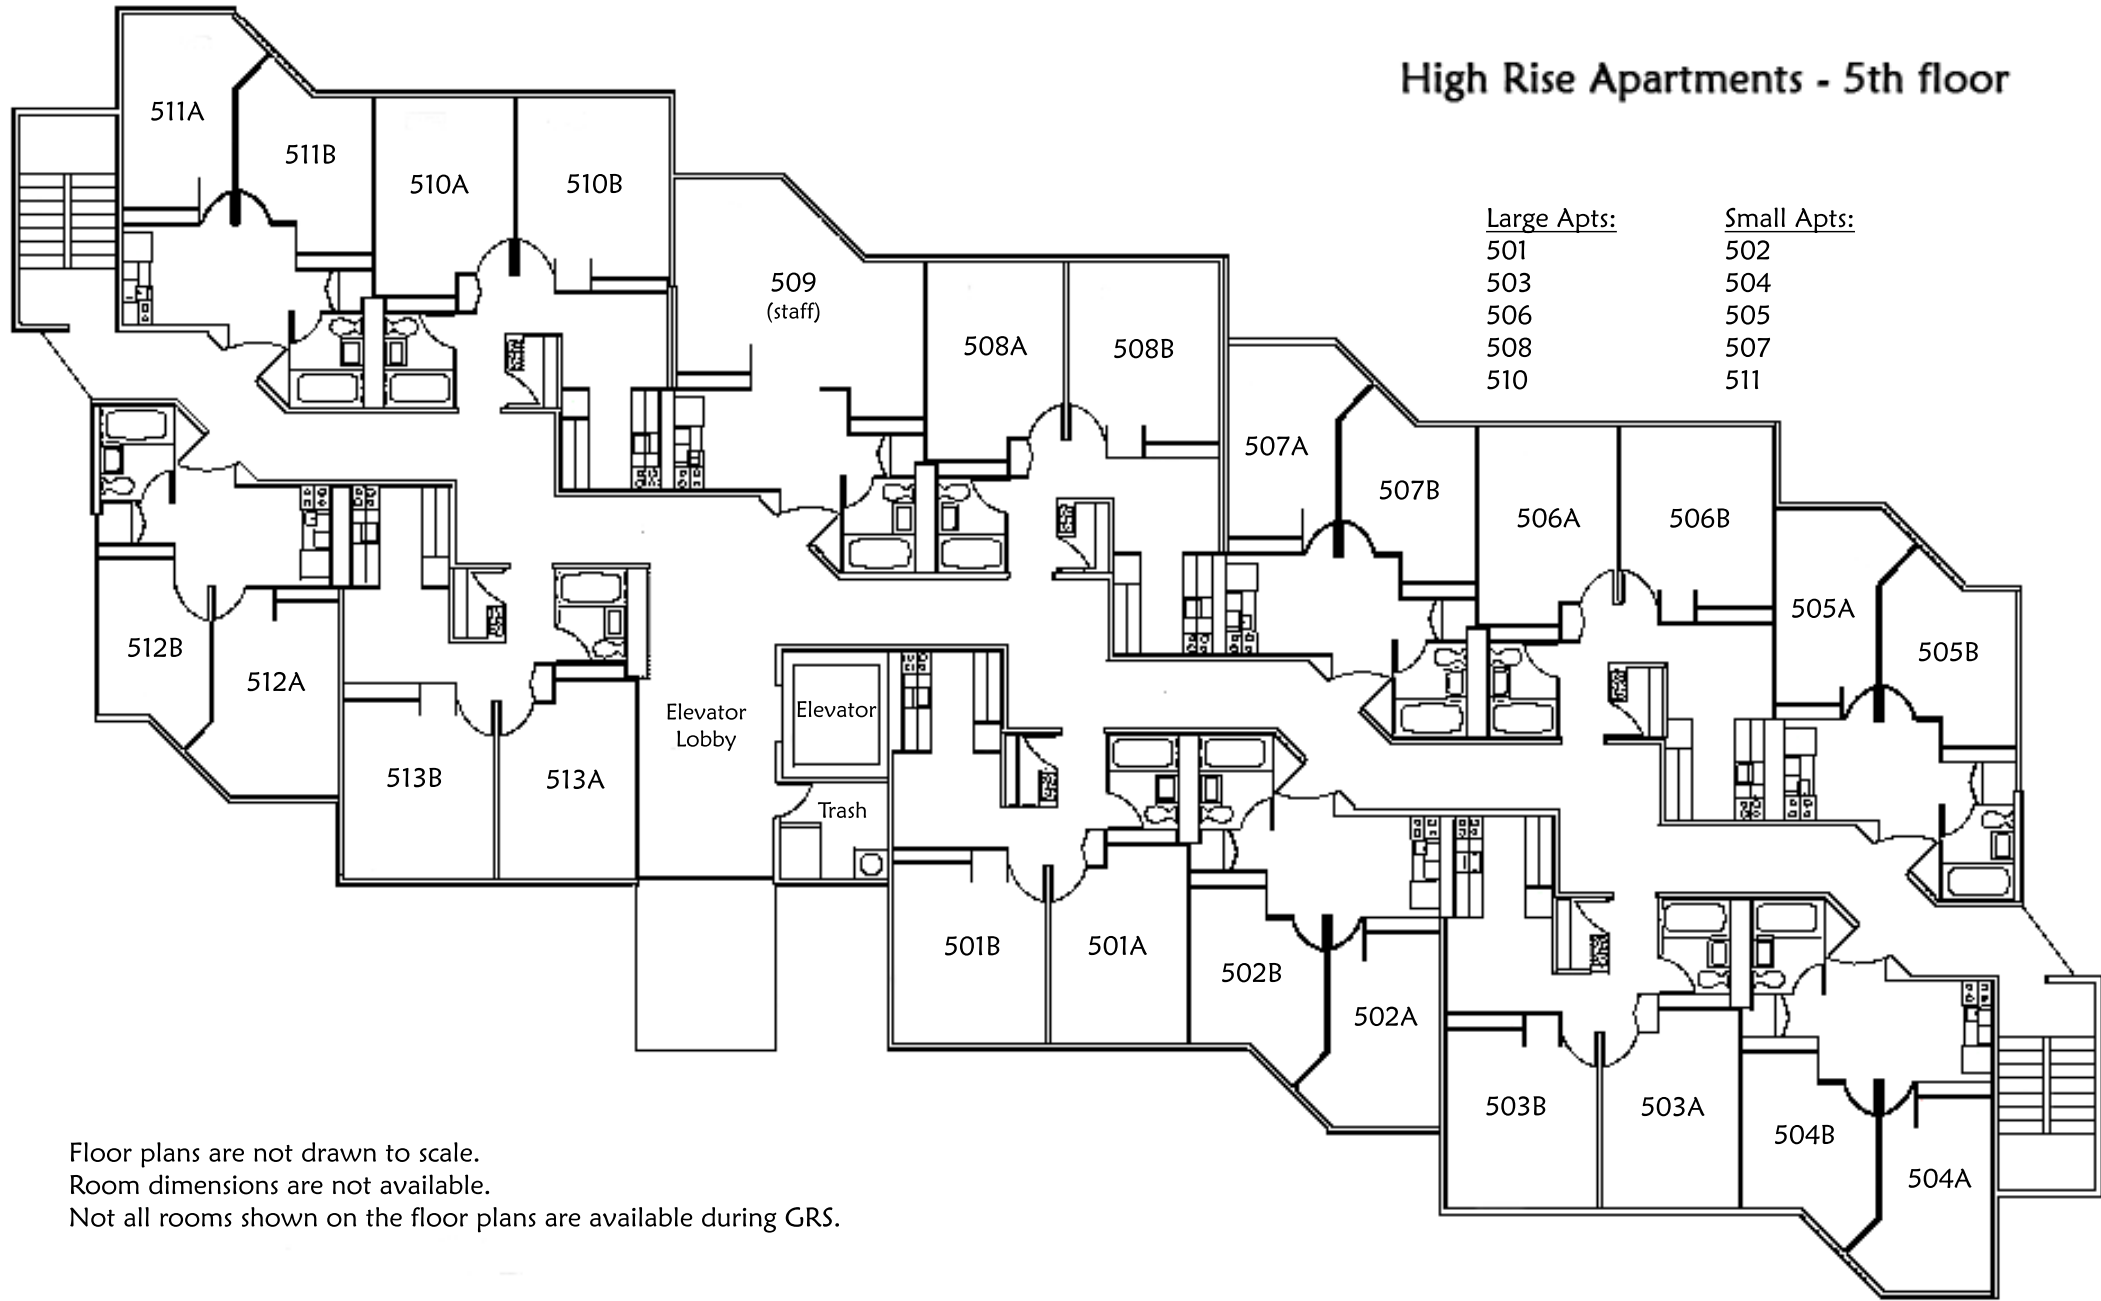 High Rise Apartments - 5th floor
511A
511B
510A
510B
509
(staff)
508A
508B
507A
507B
506A
506B
505A
505B
Large Apts:
501
503
506
508
510
Small Apts:
502
504
505
507
511
512B
512A
513B
513A
Elevator
Lobby
Elevator
Trash
501B
501A
502B
502A
503B
503A
504B
504A
Floor plans are not drawn to scale.
Room dimensions are not available.
Not all rooms shown on the floor plans are available during GRS.